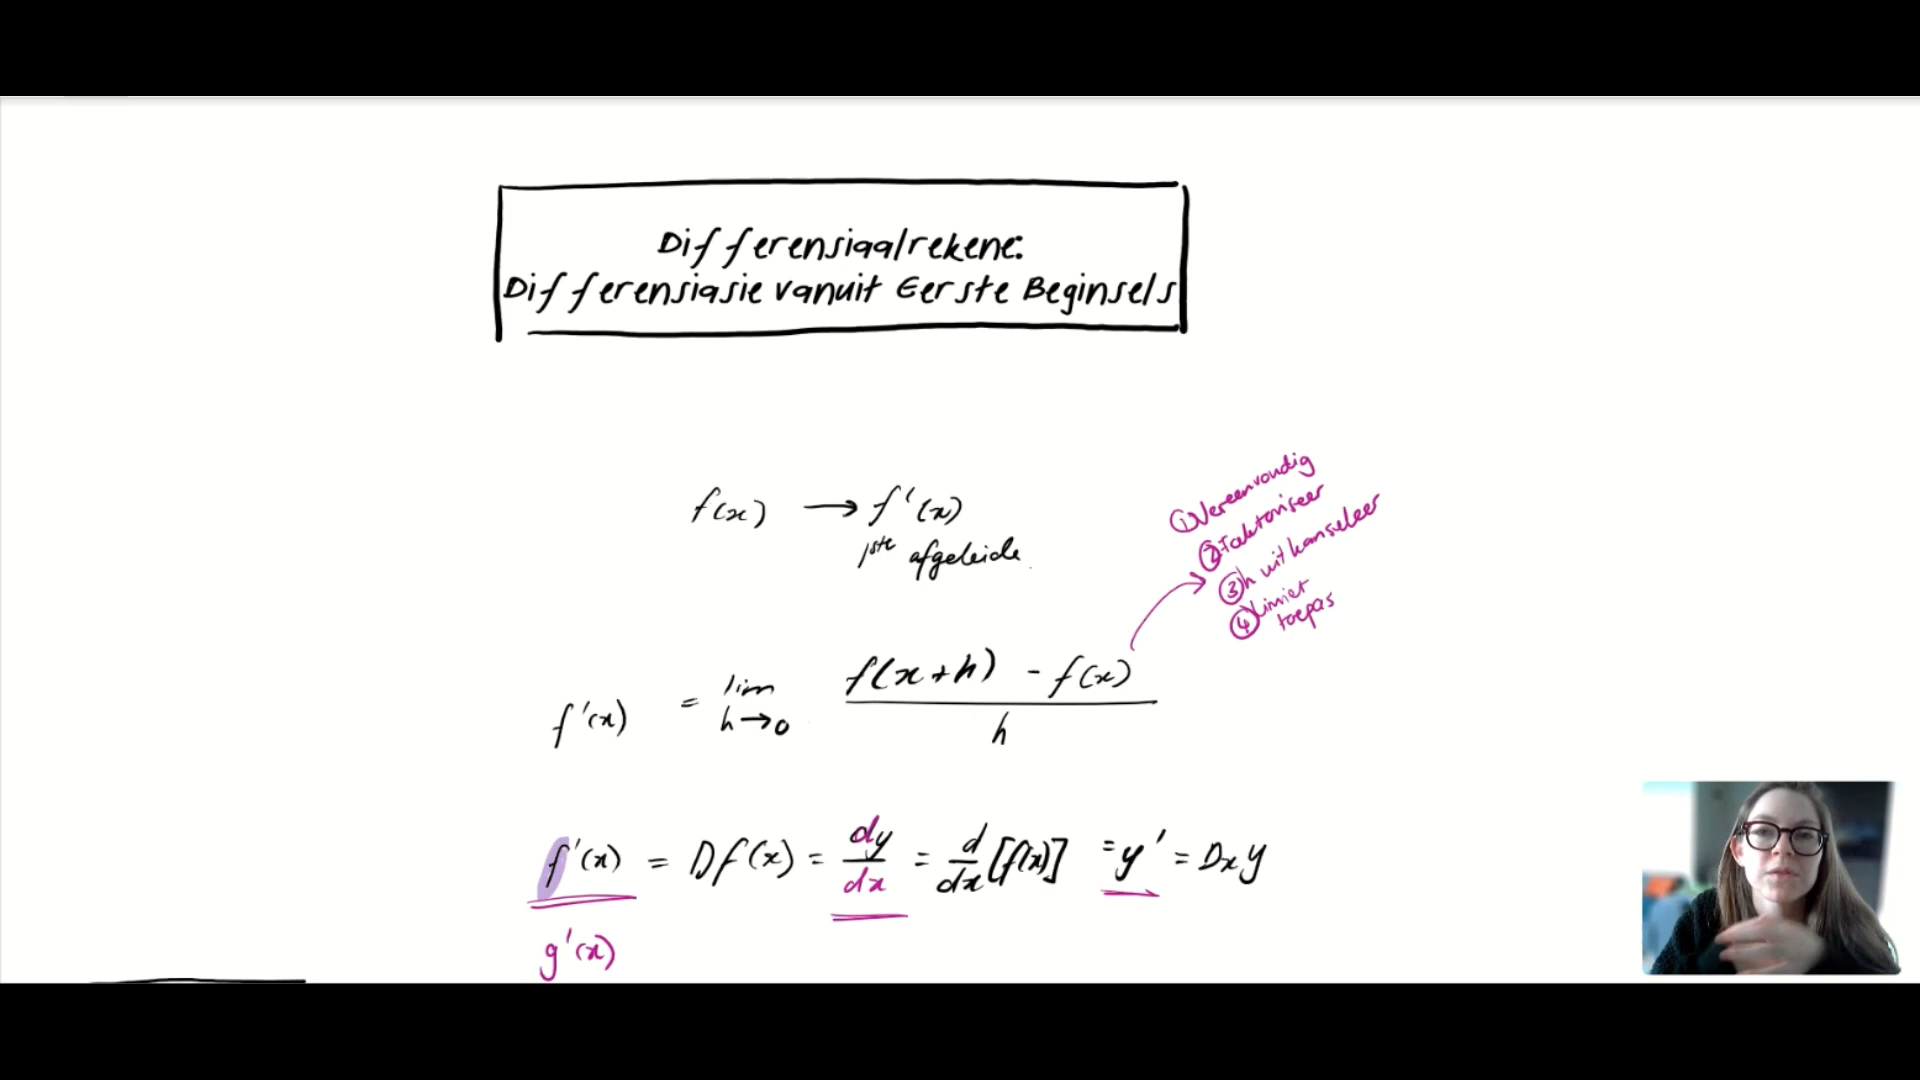 Differensiaalrekene:
Differensiasie vanuit Eerste Beginsels
f(x) → f'(x)
1ste afgeleide
① Vereenvoudig
② Faktoriseer
③ h uitkanseleer
④ Limiet
toepas
f'(x) = lim h→0 f(x+h) - f(x) / h
f'(x) = Df(x) = dy/dx = d/dx [f(x)] = y' = Dxy
g'(x)